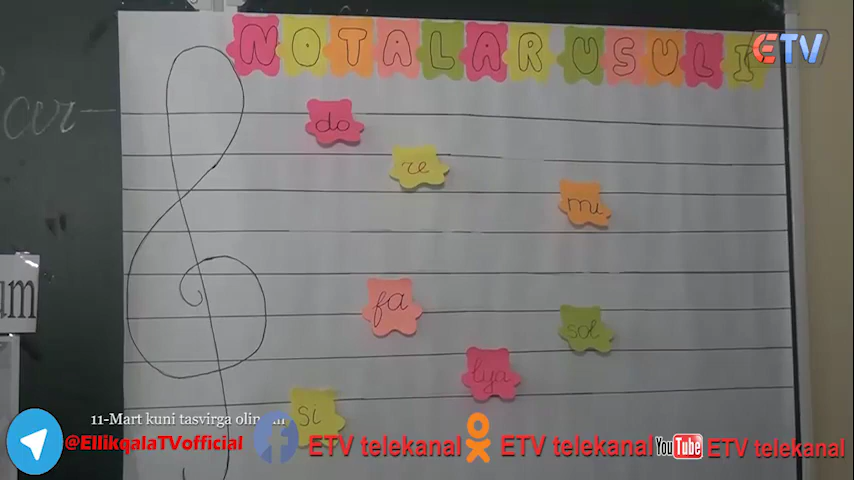 NOTALAR USULI
ETV
do
re
mi
fa
sol
lya
si
um
11-Mart kuni tasvirga olingan
@EllikqalaTVofficial
ETV telekanal
ETV telekanal
YouTube
ETV telekanal